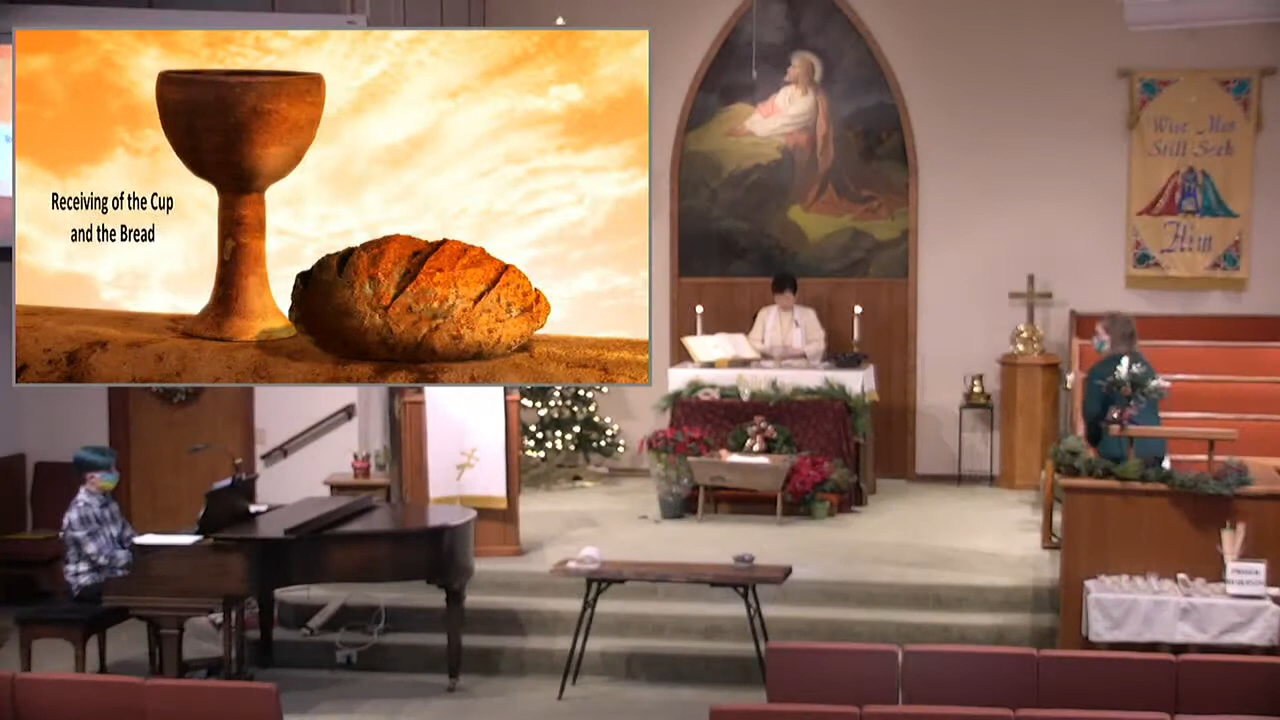 Receiving of the Cup
and the Bread
Wise Men
Still Seek
Him